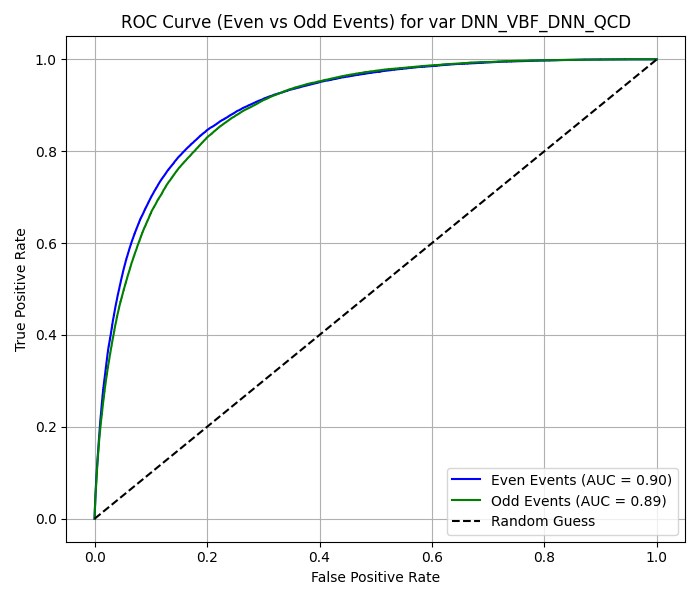 ROC Curve (Even vs Odd Events) for var DNN_VBF_DNN_QCD
True Positive Rate
1.0
0.8
0.6
0.4
0.2
0.0
Even Events (AUC = 0.90)
Odd Events (AUC = 0.89)
Random Guess
0.0 0.2 0.4 0.6 0.8 1.0
False Positive Rate